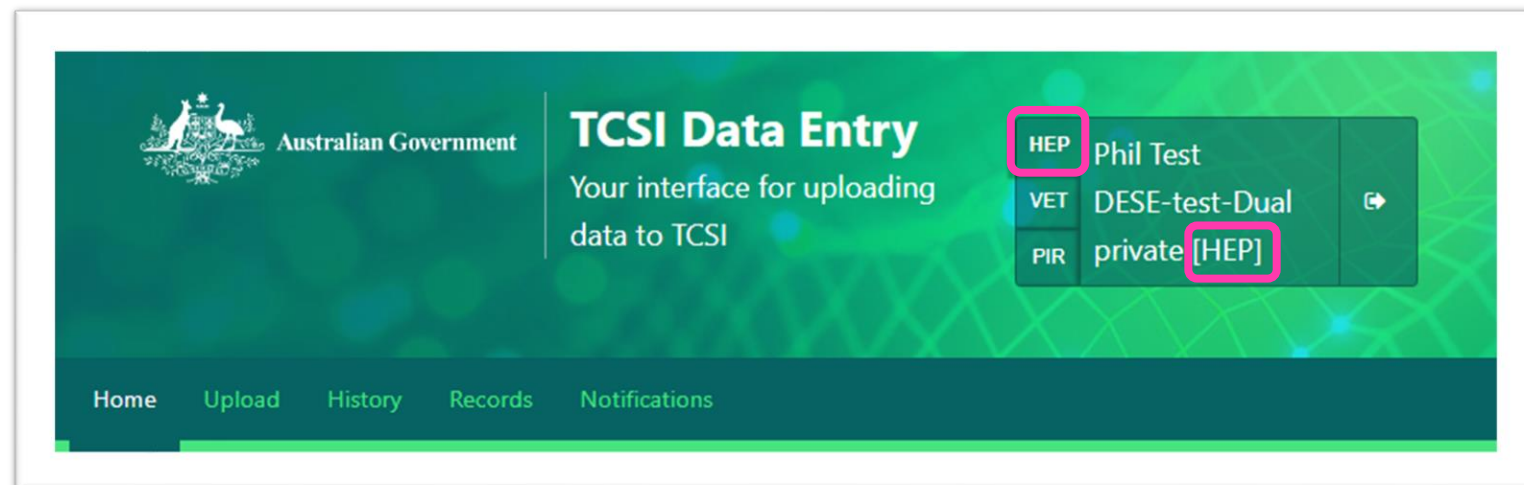 Australian Government
TCSI Data Entry
Your interface for uploading
data to TCSI
HEP
VET
PIR
Phil Test
DESE-test-Dual
private [HEP]
Home Upload History Records Notifications